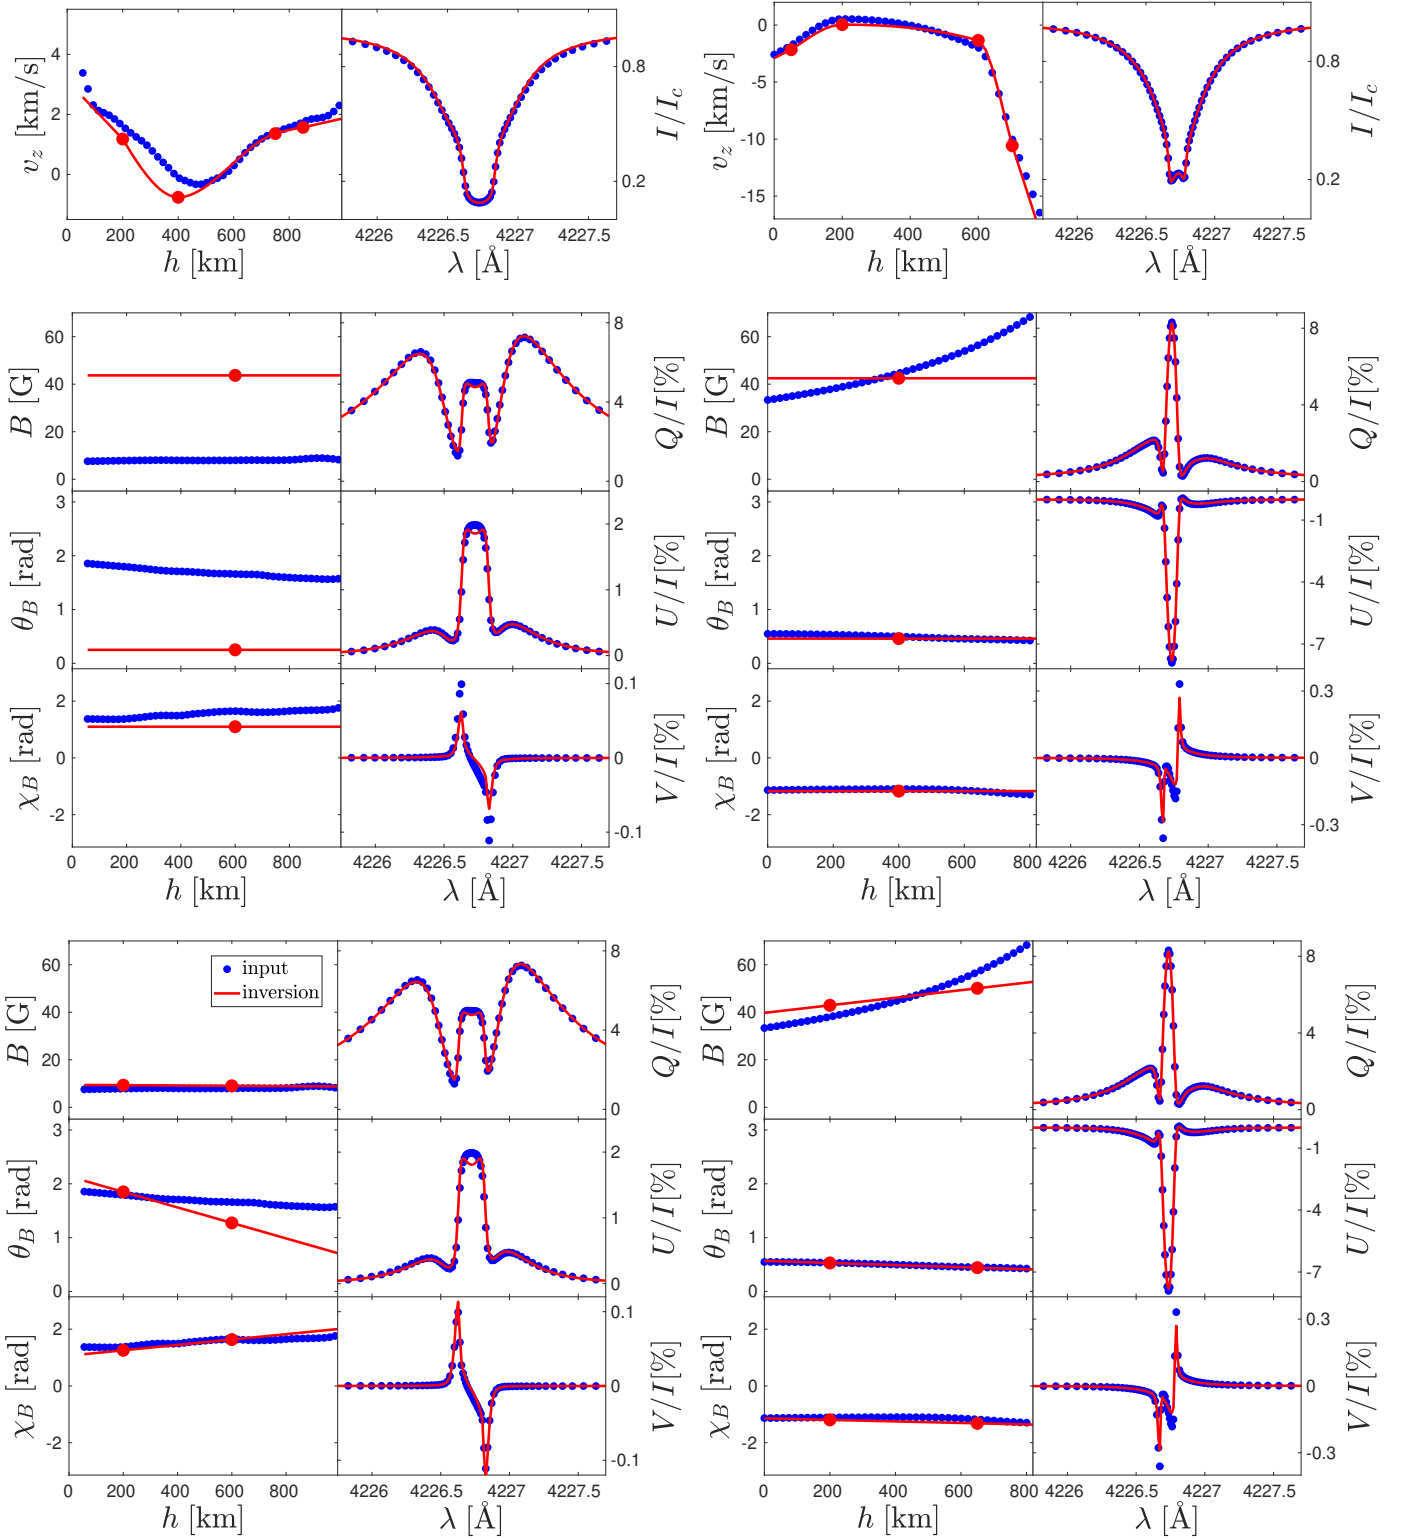 4
2
0
v_z [km/s]
0 200 400 600 800
h [km]
0.8
0.2
I/I_c
4226 4226.5 4227 4227.5
λ [Å]
0
-5
-10
-15
v_z [km/s]
0 200 400 600
h [km]
0.8
0.2
I/I_c
4226 4226.5 4227 4227.5
λ [Å]
60
40
20
0
B [G]
8
4
0
Q/I[%]
3
2
1
0
θ_B [rad]
2
1
0
U/I[%]
2
0
-2
χ_B [rad]
0.1
0
-0.1
V/I[%]
0 200 400 600 800
h [km]
4226 4226.5 4227 4227.5
λ [Å]
60
40
20
0
B [G]
8
4
0
Q/I[%]
3
2
1
0
θ_B [rad]
-1
-4
-7
U/I[%]
2
0
-2
χ_B [rad]
0.3
0
-0.3
V/I[%]
0 200 400 600 800
h [km]
4226 4226.5 4227 4227.5
λ [Å]
60
40
20
0
B [G]
input
inversion
8
4
0
Q/I[%]
3
2
1
0
θ_B [rad]
2
1
0
U/I[%]
2
0
-2
χ_B [rad]
0.1
0
-0.1
V/I[%]
0 200 400 600 800
h [km]
4226 4226.5 4227 4227.5
λ [Å]
60
40
20
0
B [G]
8
4
0
Q/I[%]
3
2
1
0
θ_B [rad]
-1
-4
-7
U/I[%]
2
0
-2
χ_B [rad]
0.3
0
-0.3
V/I[%]
0 200 400 600 800
h [km]
4226 4226.5 4227 4227.5
λ [Å]